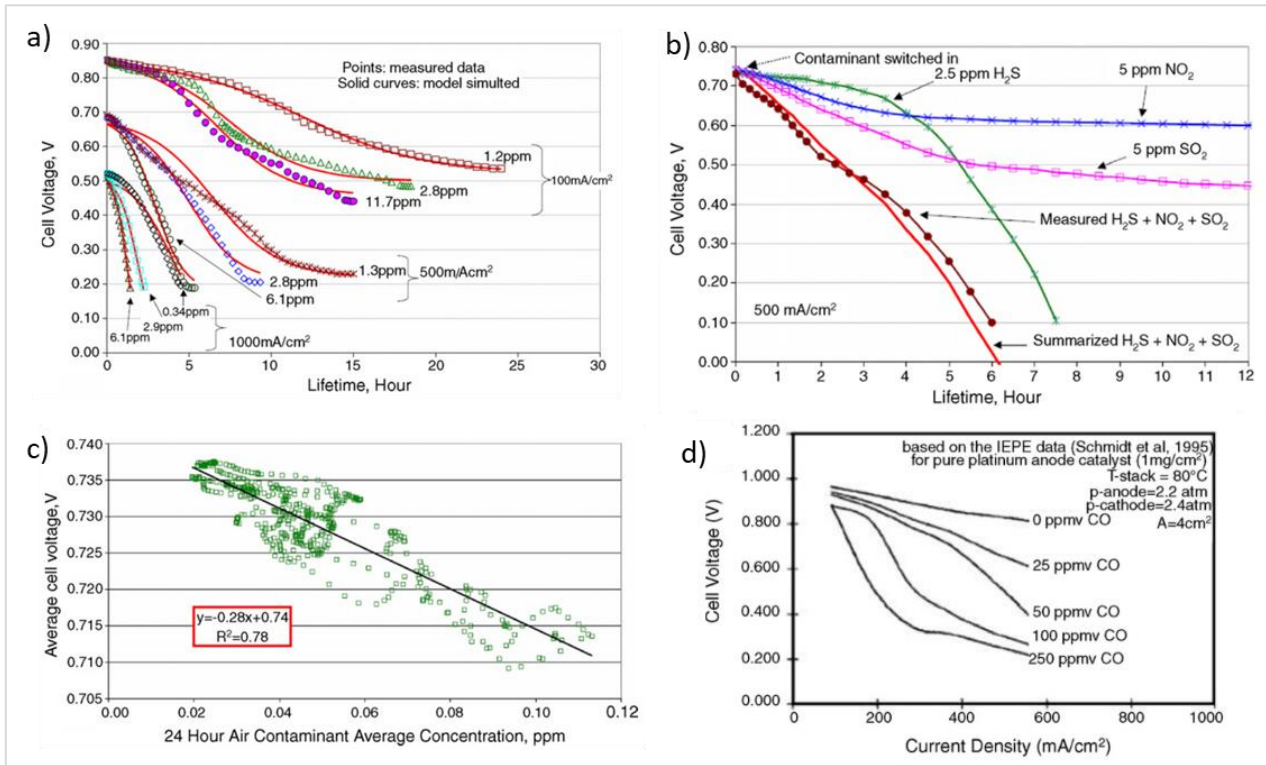 a)
0.90
0.80
0.70
0.60
0.50
0.40
0.30
0.20
0.10
0.00
Cell Voltage, V
Points: measured data
Solid curves: model simulted
1.2ppm
100mA/cm²
2.8ppm
11.7ppm
1.3ppm
500m/Acm²
2.8ppm
6.1ppm
0.34ppm
2.9ppm
6.1ppm
1000mA/cm²
0 5 10 15 20 25 30
Lifetime, Hour
b)
0.80
0.70
0.60
0.50
0.40
0.30
0.20
0.10
0.00
Cell Voltage, V
Contaminant switched in
2.5 ppm H₂S
5 ppm NO₂
5 ppm SO₂
Measured H₂S + NO₂ + SO₂
500 mA/cm²
Summarized H₂S + NO₂ + SO₂
0 1 2 3 4 5 6 7 8 9 10 11 12
Lifetime, Hour
c)
0.740
0.735
0.730
0.725
0.720
0.715
0.710
0.705
Average cell voltage, V
y=-0.28x+0.74
R²=0.78
0.00 0.02 0.04 0.06 0.08 0.10 0.12
24 Hour Air Contaminant Average Concentration, ppm
d)
1.200
1.000
0.800
0.600
0.400
0.200
0.000
Cell Voltage (V)
based on the IEPE data (Schmidt et al, 1995)
for pure platinum anode catalyst (1mg/cm²)
T-stack = 80°C
p-anode=2.2 atm
p-cathode=2.4atm
A=4cm²
0 ppmv CO
25 ppmv CO
50 ppmv CO
100 ppmv CO
250 ppmv CO
0 200 400 600 800 1000
Current Density (mA/cm²)